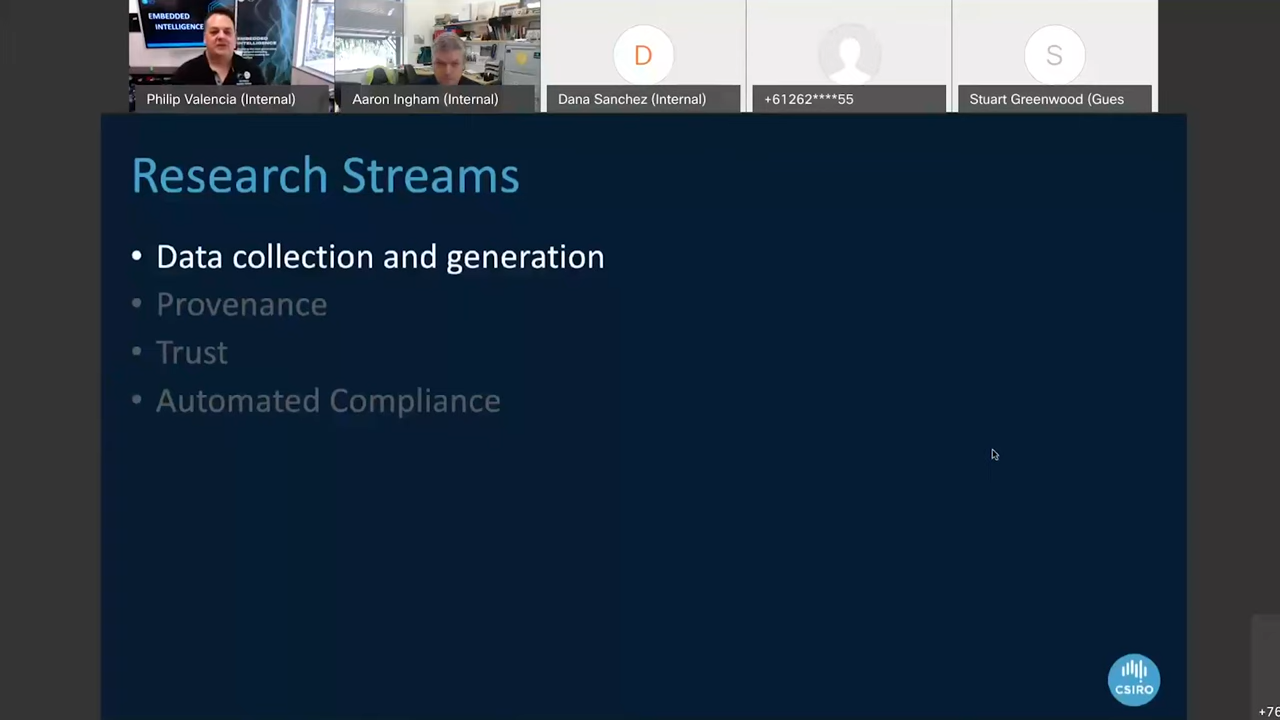 EMBEDDED
INTELLIGENCE
Philip Valencia (Internal)
Aaron Ingham (Internal)
D
Dana Sanchez (Internal)
+61262****55
S
Stuart Greenwood (Gues
Research Streams
• Data collection and generation
• Provenance
• Trust
• Automated Compliance
CSIRO
+76